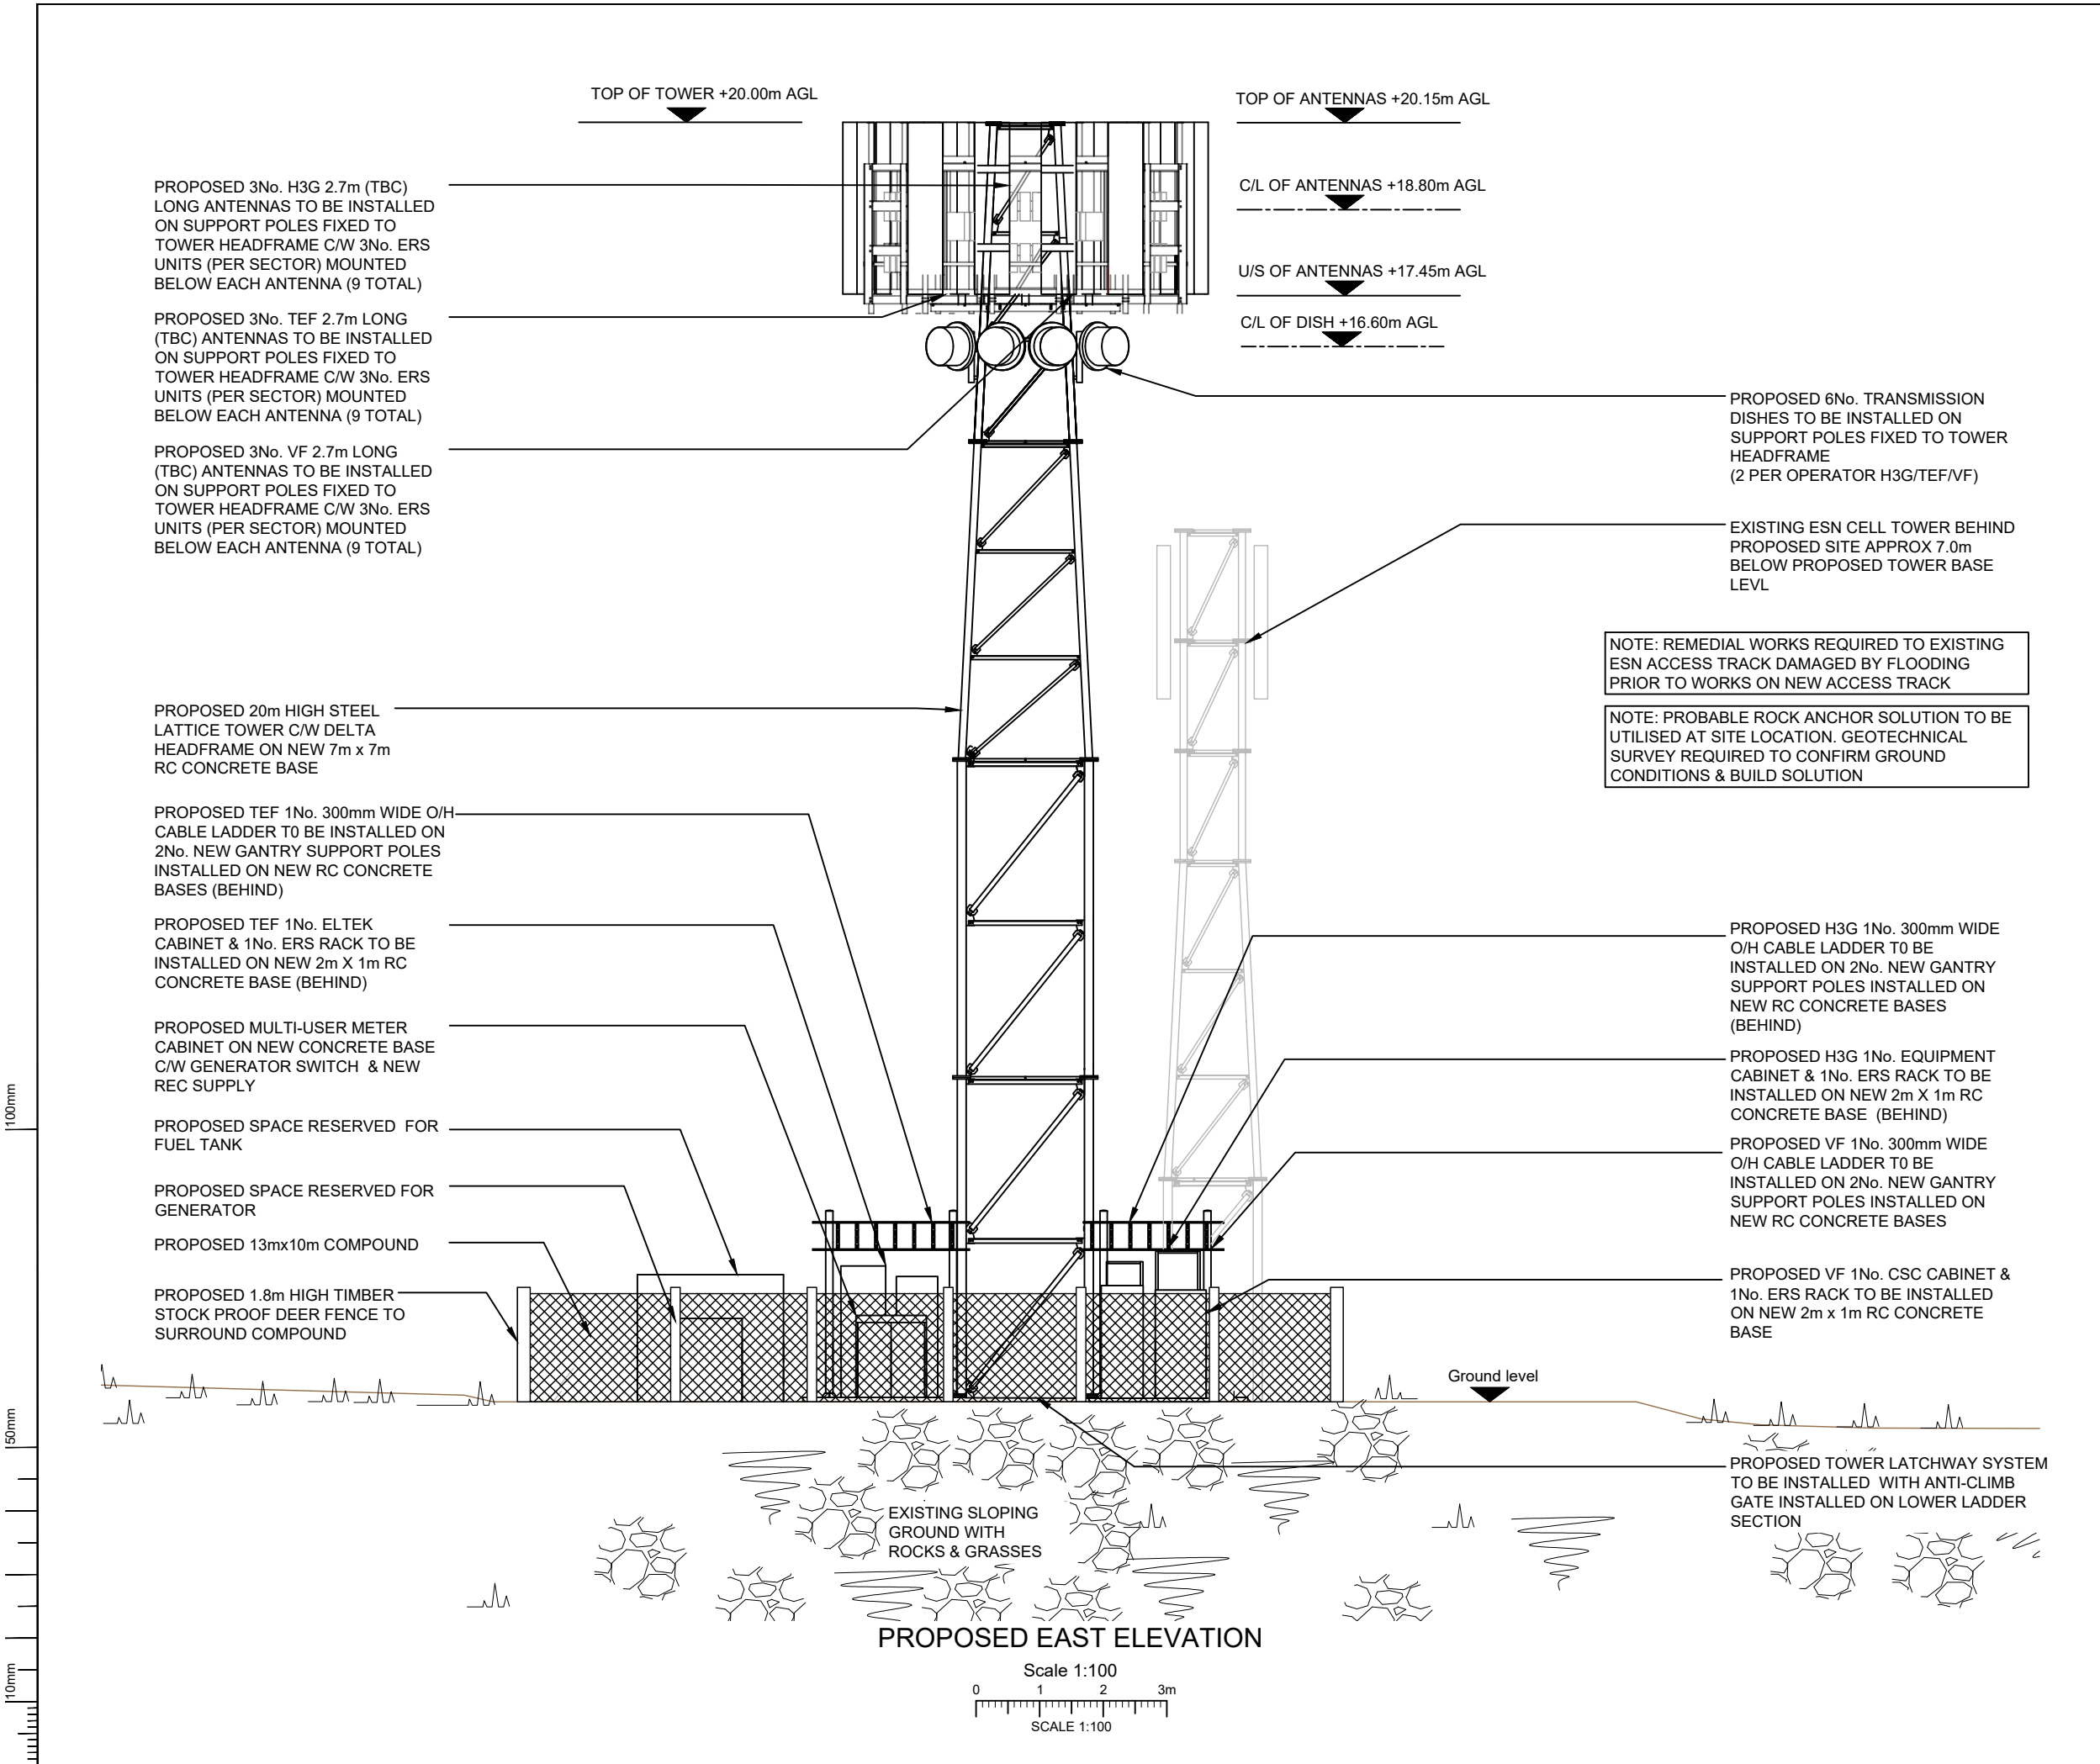 TOP OF TOWER +20.00m AGL
TOP OF ANTENNAS +20.15m AGL
C/L OF ANTENNAS +18.80m AGL
U/S OF ANTENNAS +17.45m AGL
C/L OF DISH +16.60m AGL
PROPOSED 3No. H3G 2.7m (TBC)
LONG ANTENNAS TO BE INSTALLED
ON SUPPORT POLES FIXED TO
TOWER HEADFRAME C/W 3No. ERS
UNITS (PER SECTOR) MOUNTED
BELOW EACH ANTENNA (9 TOTAL)
PROPOSED 3No. TEF 2.7m LONG
(TBC) ANTENNAS TO BE INSTALLED
ON SUPPORT POLES FIXED TO
TOWER HEADFRAME C/W 3No. ERS
UNITS (PER SECTOR) MOUNTED
BELOW EACH ANTENNA (9 TOTAL)
PROPOSED 3No. VF 2.7m LONG
(TBC) ANTENNAS TO BE INSTALLED
ON SUPPORT POLES FIXED TO
TOWER HEADFRAME C/W 3No. ERS
UNITS (PER SECTOR) MOUNTED
BELOW EACH ANTENNA (9 TOTAL)
PROPOSED 20m HIGH STEEL
LATTICE TOWER C/W DELTA
HEADFRAME ON NEW 7m x 7m
RC CONCRETE BASE
PROPOSED TEF 1No. 300mm WIDE O/H
CABLE LADDER T0 BE INSTALLED ON
2No. NEW GANTRY SUPPORT POLES
INSTALLED ON NEW RC CONCRETE
BASES (BEHIND)
PROPOSED TEF 1No. ELTEK
CABINET & 1No. ERS RACK TO BE
INSTALLED ON NEW 2m X 1m RC
CONCRETE BASE (BEHIND)
PROPOSED MULTI-USER METER
CABINET ON NEW CONCRETE BASE
C/W GENERATOR SWITCH & NEW
REC SUPPLY
PROPOSED SPACE RESERVED FOR
FUEL TANK
PROPOSED SPACE RESERVED FOR
GENERATOR
PROPOSED 13mx10m COMPOUND
PROPOSED 1.8m HIGH TIMBER
STOCK PROOF DEER FENCE TO
SURROUND COMPOUND
PROPOSED 6No. TRANSMISSION
DISHES TO BE INSTALLED ON
SUPPORT POLES FIXED TO TOWER
HEADFRAME
(2 PER OPERATOR H3G/TEF/VF)
EXISTING ESN CELL TOWER BEHIND
PROPOSED SITE APPROX 7.0m
BELOW PROPOSED TOWER BASE
LEVL
NOTE: REMEDIAL WORKS REQUIRED TO EXISTING
ESN ACCESS TRACK DAMAGED BY FLOODING
PRIOR TO WORKS ON NEW ACCESS TRACK
NOTE: PROBABLE ROCK ANCHOR SOLUTION TO BE
UTILISED AT SITE LOCATION. GEOTECHNICAL
SURVEY REQUIRED TO CONFIRM GROUND
CONDITIONS & BUILD SOLUTION
PROPOSED H3G 1No. 300mm WIDE
O/H CABLE LADDER T0 BE
INSTALLED ON 2No. NEW GANTRY
SUPPORT POLES INSTALLED ON
NEW RC CONCRETE BASES
(BEHIND)
PROPOSED H3G 1No. EQUIPMENT
CABINET & 1No. ERS RACK TO BE
INSTALLED ON NEW 2m X 1m RC
CONCRETE BASE (BEHIND)
PROPOSED VF 1No. 300mm WIDE
O/H CABLE LADDER T0 BE
INSTALLED ON 2No. NEW GANTRY
SUPPORT POLES INSTALLED ON
NEW RC CONCRETE BASES
PROPOSED VF 1No. CSC CABINET &
1No. ERS RACK TO BE INSTALLED
ON NEW 2m x 1m RC CONCRETE
BASE
Ground level
PROPOSED TOWER LATCHWAY SYSTEM
TO BE INSTALLED WITH ANTI-CLIMB
GATE INSTALLED ON LOWER LADDER
SECTION
EXISTING SLOPING
GROUND WITH
ROCKS & GRASSES
PROPOSED EAST ELEVATION
Scale 1:100
0 1 2 3m
SCALE 1:100
100mm
50mm
10mm